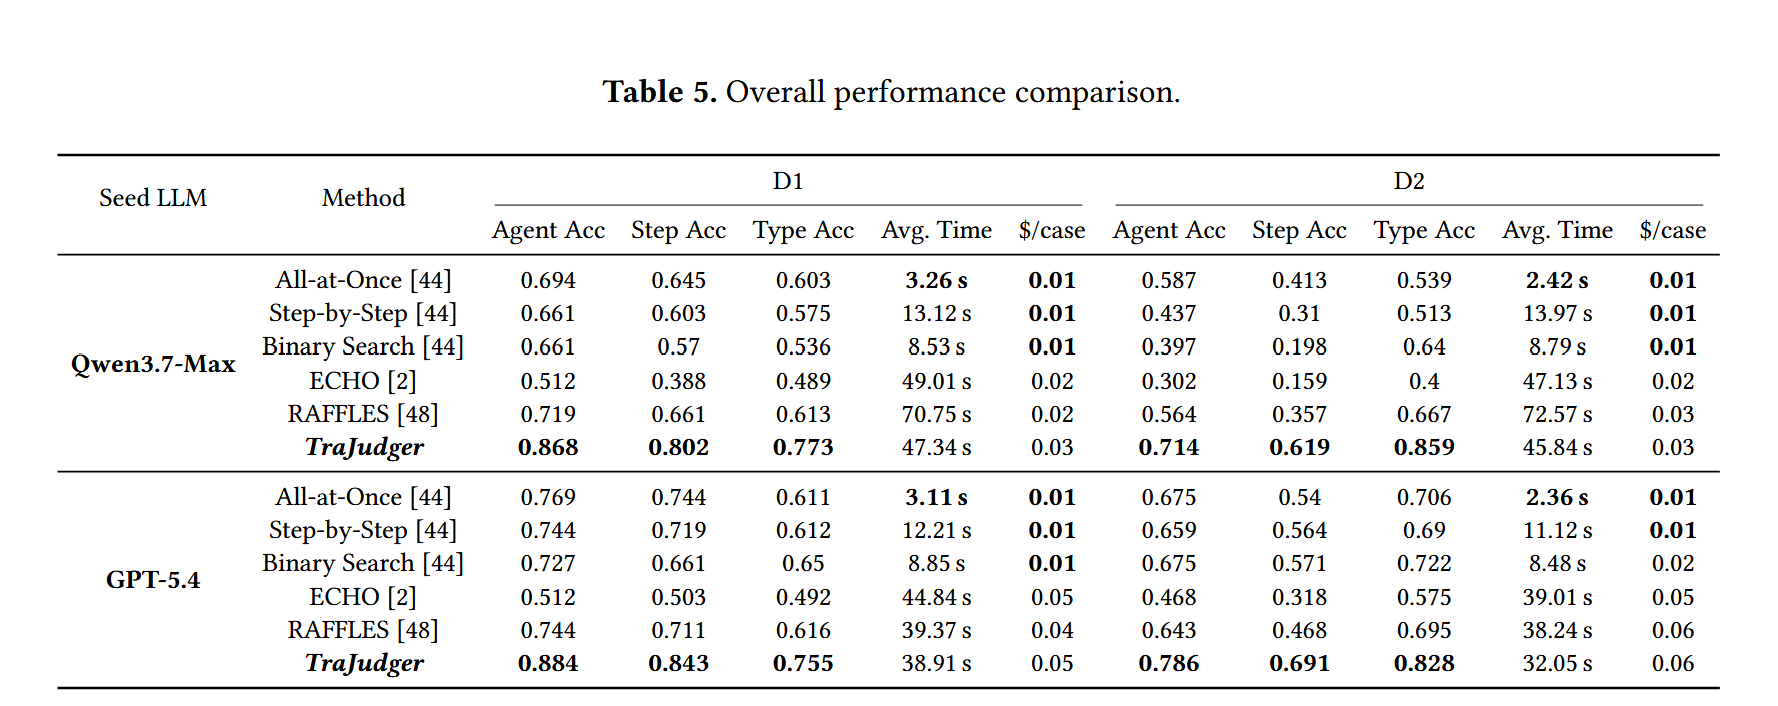 Table 5. Overall performance comparison.
Seed LLM Method D1 D2
Agent Acc Step Acc Type Acc Avg. Time $/case Agent Acc Step Acc Type Acc Avg. Time $/case
Qwen3.7-Max
All-at-Once [44] 0.694 0.645 0.603 3.26 s 0.01 0.587 0.413 0.539 2.42 s 0.01
Step-by-Step [44] 0.661 0.603 0.575 13.12 s 0.01 0.437 0.31 0.513 13.97 s 0.01
Binary Search [44] 0.661 0.57 0.536 8.53 s 0.01 0.397 0.198 0.64 8.79 s 0.01
ECHO [2] 0.512 0.388 0.489 49.01 s 0.02 0.302 0.159 0.4 47.13 s 0.02
RAFFLES [48] 0.719 0.661 0.613 70.75 s 0.02 0.564 0.357 0.667 72.57 s 0.03
TraJudger 0.868 0.802 0.773 47.34 s 0.03 0.714 0.619 0.859 45.84 s 0.03
GPT-5.4
All-at-Once [44] 0.769 0.744 0.611 3.11 s 0.01 0.675 0.54 0.706 2.36 s 0.01
Step-by-Step [44] 0.744 0.719 0.612 12.21 s 0.01 0.659 0.564 0.69 11.12 s 0.01
Binary Search [44] 0.727 0.661 0.65 8.85 s 0.01 0.675 0.571 0.722 8.48 s 0.02
ECHO [2] 0.512 0.503 0.492 44.84 s 0.05 0.468 0.318 0.575 39.01 s 0.05
RAFFLES [48] 0.744 0.711 0.616 39.37 s 0.04 0.643 0.468 0.695 38.24 s 0.06
TraJudger 0.884 0.843 0.755 38.91 s 0.05 0.786 0.691 0.828 32.05 s 0.06